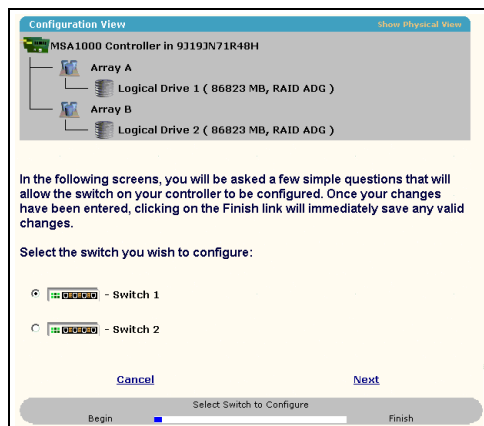 Configuration View
Show Physical View
MSA1000 Controller in 9J19JN71R48H
Array A
Logical Drive 1 ( 86823 MB, RAID ADG )
Array B
Logical Drive 2 ( 86823 MB, RAID ADG )
In the following screens, you will be asked a few simple questions that will
allow the switch on your controller to be configured. Once your changes
have been entered, clicking on the Finish link will immediately save any valid
changes.
Select the switch you wish to configure:
- Switch 1
- Switch 2
Cancel
Next
Select Switch to Configure
Begin
Finish